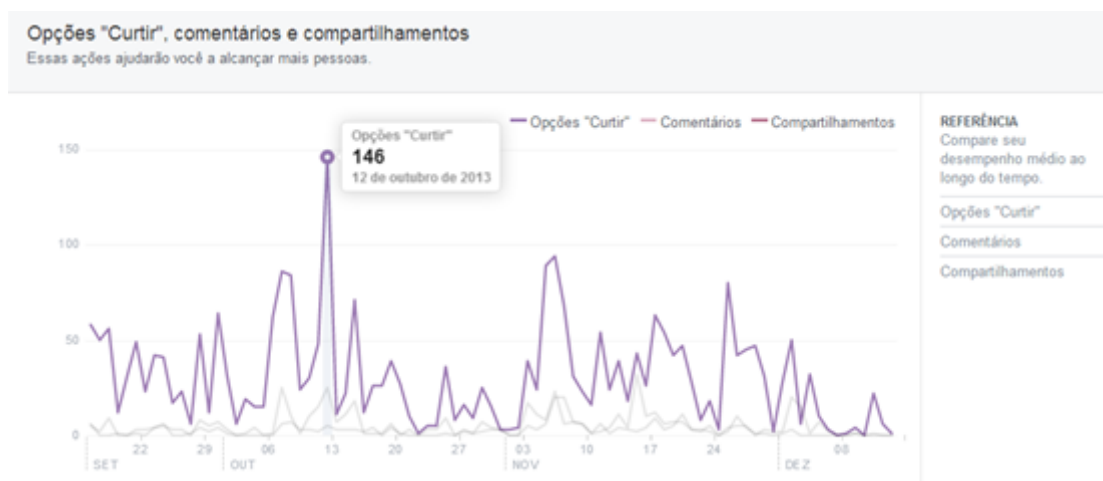 Opções "Curtir", comentários e compartilhamentos
Essas ações ajudarão você a alcançar mais pessoas.
Opções "Curtir"
Comentários
Compartilhamentos
Opções "Curtir"
146
12 de outubro de 2013
150
100
50
0
22
29
06
13
20
27
03
10
17
24
08
SET
OUT
NOV
DEZ
REFERÊNCIA
Compare seu
desempenho médio ao
longo do tempo.
Opções "Curtir"
Comentários
Compartilhamentos